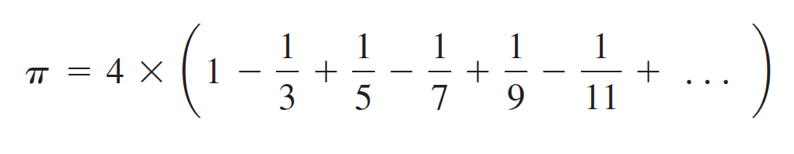 π = 4 × (1 − 1/3 + 1/5 − 1/7 + 1/9 − 1/11 + ...)